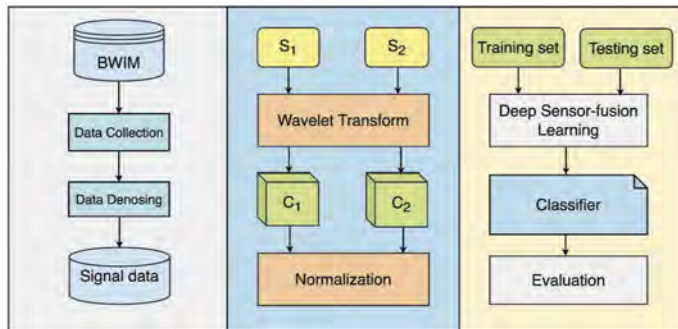 BWIM
Data Collection
Data Denosing
Signal data
S1
S2
Wavelet Transform
C1
C2
Normalization
Training set
Testing set
Deep Sensor-fusion
Learning
Classifier
Evaluation